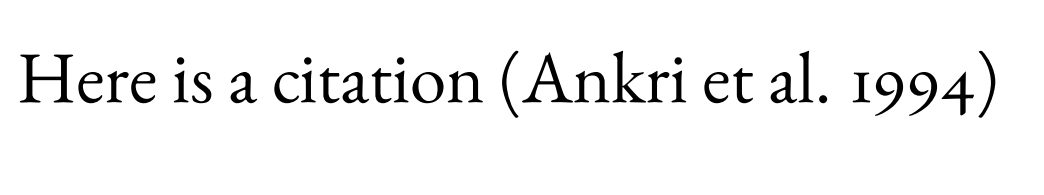 Here is a citation (Ankri et al. 1994)